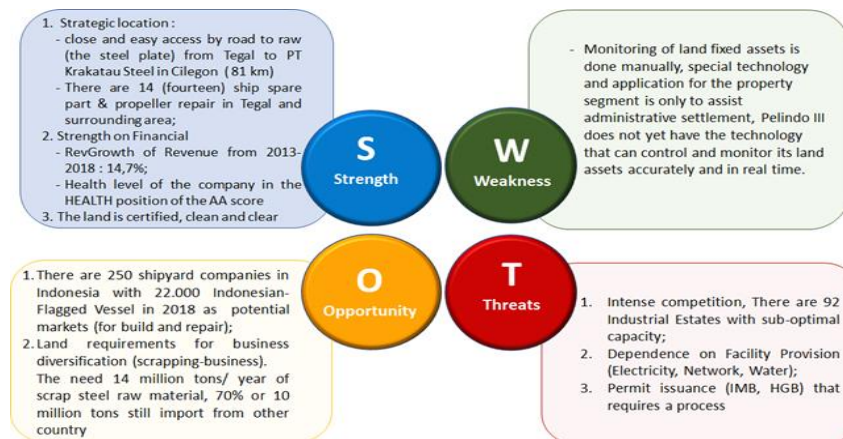 1. Strategic location :
- close and easy access by road to raw
(the steel plate) from Tegal to PT
Krakatau Steel in Cilegon ( 81 km)
- There are 14 (fourteen) ship spare
part & propeller repair in Tegal and
surrounding area;
2. Strength on Financial
- RevGrowth of Revenue from 2013-
2018 : 14,7%;
- Health level of the company in the
HEALTH position of the AA score
3. The land is certified, clean and clear
S
Strength
W
Weakness
- Monitoring of land fixed assets is
done manually, special technology
and application for the property
segment is only to assist
administrative settlement, Pelindo III
does not yet have the technology
that can control and monitor its land
assets accurately and in real time.
1. There are 250 shipyard companies in
Indonesia with 22.000 Indonesian-
Flagged Vessel in 2018 as potential
markets (for build and repair);
2. Land requirements for business
diversification (scrapping-business).
The need 14 million tons/ year of
scrap steel raw material, 70% or 10
million tons still import from other
country
O
Opportunity
T
Threats
1. Intense competition, There are 92
Industrial Estates with sub-optimal
capacity;
2. Dependence on Facility Provision
(Electricity, Network, Water);
3. Permit issuance (IMB, HGB) that
requires a process